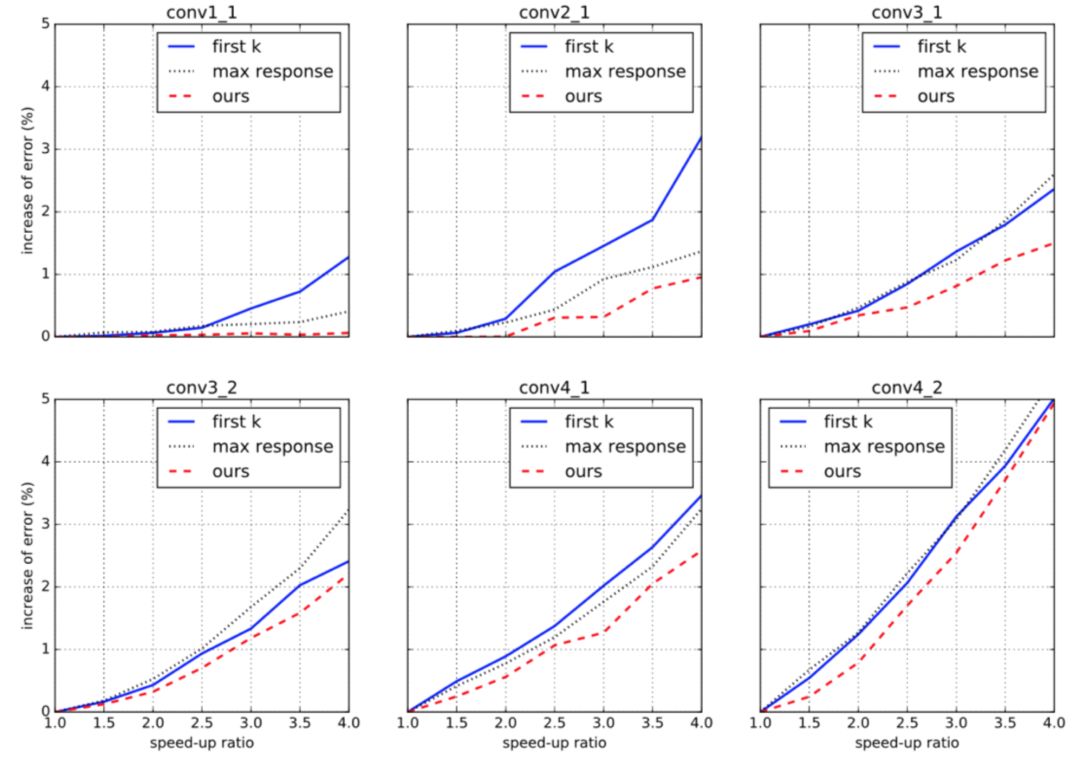 conv1_1
conv2_1
conv3_1
5
4
3
2
1
0
increase of error (%)
first k
max response
ours
first k
max response
ours
first k
max response
ours
conv3_2
conv4_1
conv4_2
5
4
3
2
1
0
increase of error (%)
first k
max response
ours
first k
max response
ours
first k
max response
ours
1.0 1.5 2.0 2.5 3.0 3.5 4.0
1.0 1.5 2.0 2.5 3.0 3.5 4.0
1.0 1.5 2.0 2.5 3.0 3.5 4.0
speed-up ratio
speed-up ratio
speed-up ratio